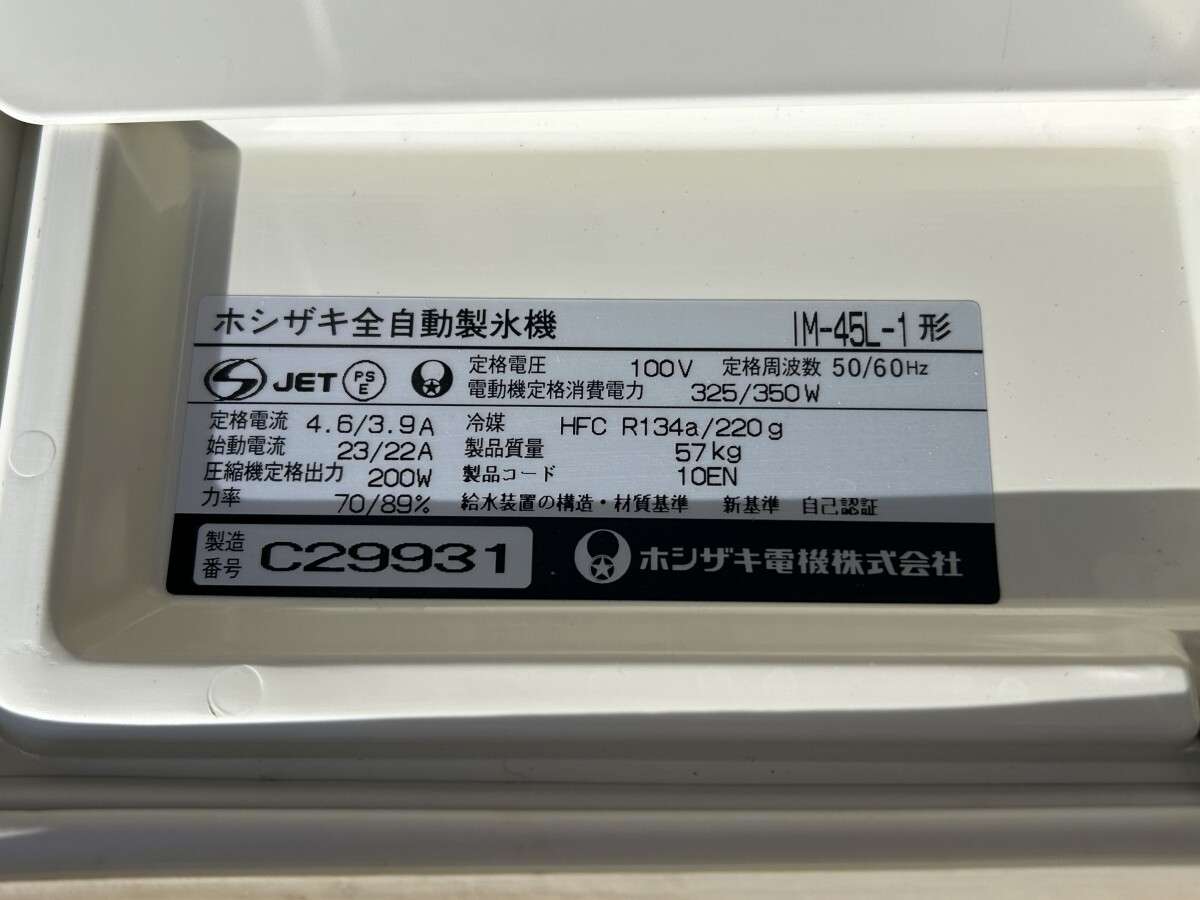 ホシザキ全自動製氷機 IM-45L-1形
JET PSE 定格電圧 100V 定格周波数 50/60Hz
電動機定格消費電力 325/350W
定格電流 4.6/3.9A 冷媒 HFC R134a/220g
始動電流 23/22A 製品質量 57kg
圧縮機定格出力 200W 製品コード 10EN
力率 70/89% 給水装置の構造・材質基準 新基準 自己認証
製造番号 C29931 ホシザキ電機株式会社